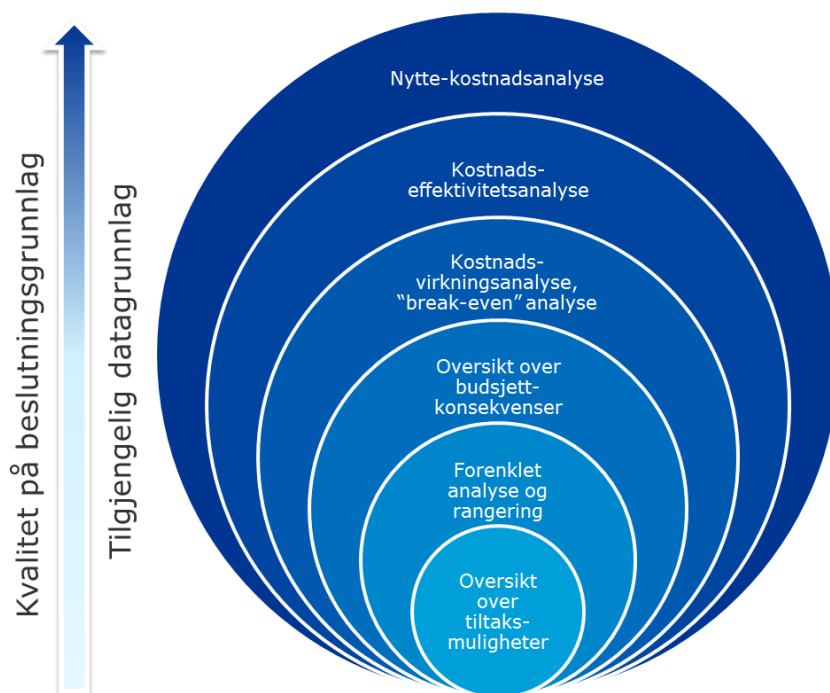 Kvalitet på beslutningsgrunnlag
Tilgjengelig datagrunnlag
Nytte-kostnadsanalyse
Kostnads-
effektivitetsanalyse
Kostnads-
virkningsanalyse,
“break-even” analyse
Oversikt over
budsjett-
konsekvenser
Forenklet
analyse og
rangering
Oversikt
over
tiltaks-
muligheter